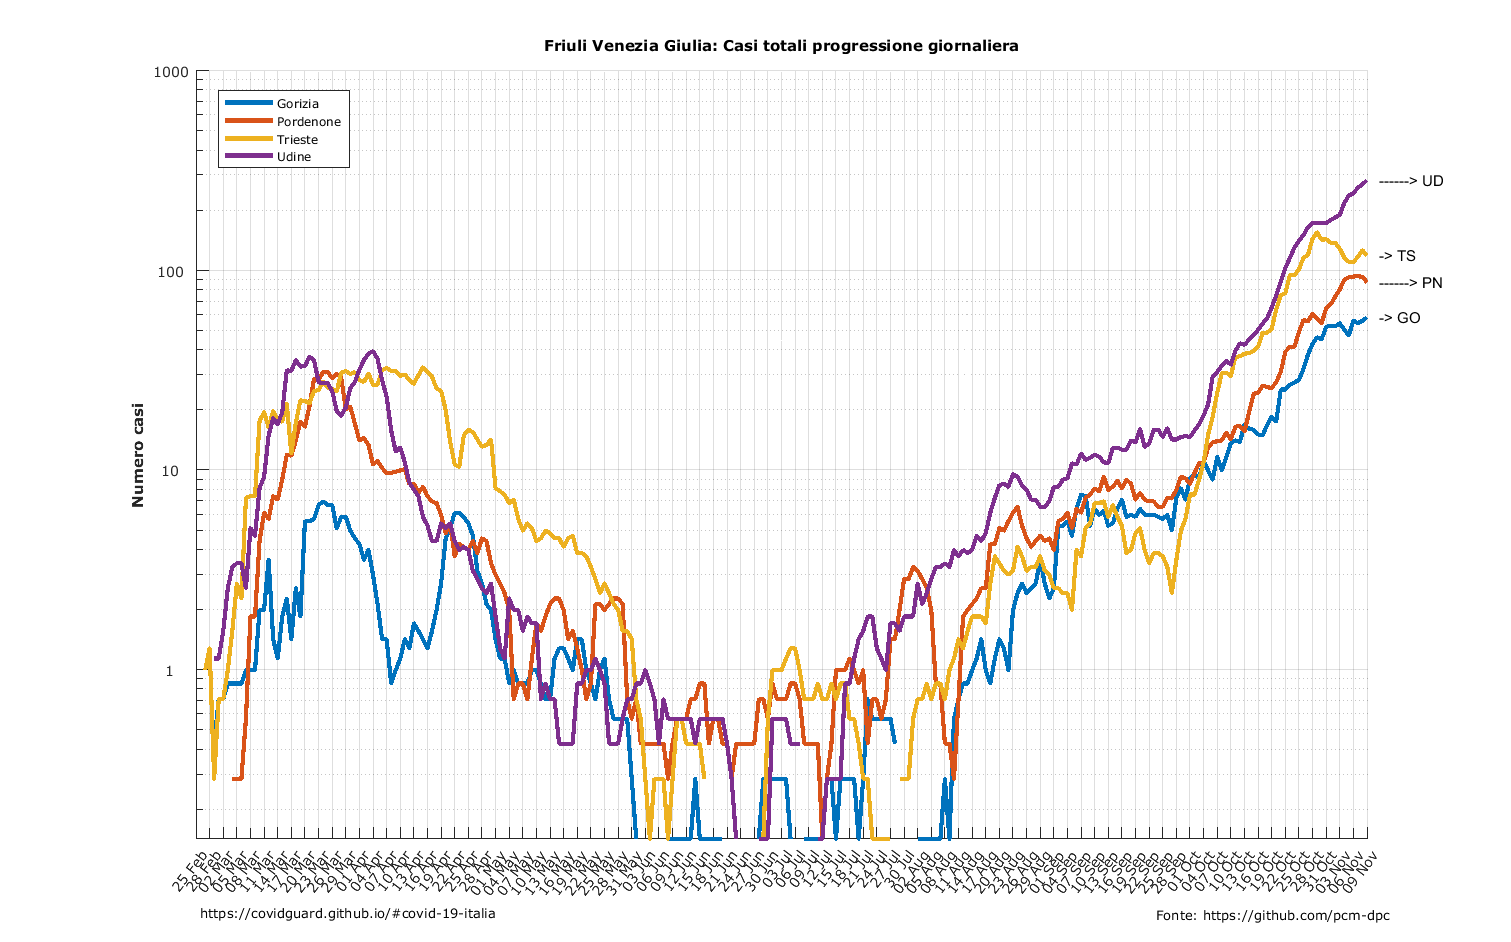 Friuli Venezia Giulia: Casi totali progressione giornaliera
Gorizia
Pordenone
Trieste
Udine
1000
100
10
1
Numero casi
------> UD
-> TS
------> PN
-> GO
25 Feb
28 Feb
02 Mar
05 Mar
08 Mar
11 Mar
14 Mar
17 Mar
20 Mar
23 Mar
26 Mar
29 Mar
01 Apr
04 Apr
07 Apr
10 Apr
13 Apr
16 Apr
19 Apr
22 Apr
25 Apr
28 Apr
01 May
04 May
07 May
10 May
13 May
16 May
19 May
22 May
25 May
28 May
31 May
03 Jun
06 Jun
09 Jun
12 Jun
15 Jun
18 Jun
21 Jun
24 Jun
27 Jun
30 Jun
03 Jul
06 Jul
09 Jul
12 Jul
15 Jul
18 Jul
21 Jul
24 Jul
27 Jul
30 Jul
02 Aug
05 Aug
08 Aug
11 Aug
14 Aug
17 Aug
20 Aug
23 Aug
26 Aug
29 Aug
01 Sep
04 Sep
07 Sep
10 Sep
13 Sep
16 Sep
19 Sep
22 Sep
25 Sep
28 Sep
01 Oct
04 Oct
07 Oct
10 Oct
13 Oct
16 Oct
19 Oct
22 Oct
25 Oct
28 Oct
31 Oct
03 Nov
06 Nov
09 Nov
https://covidguard.github.io/#covid-19-italia
Fonte: https://github.com/pcm-dpc